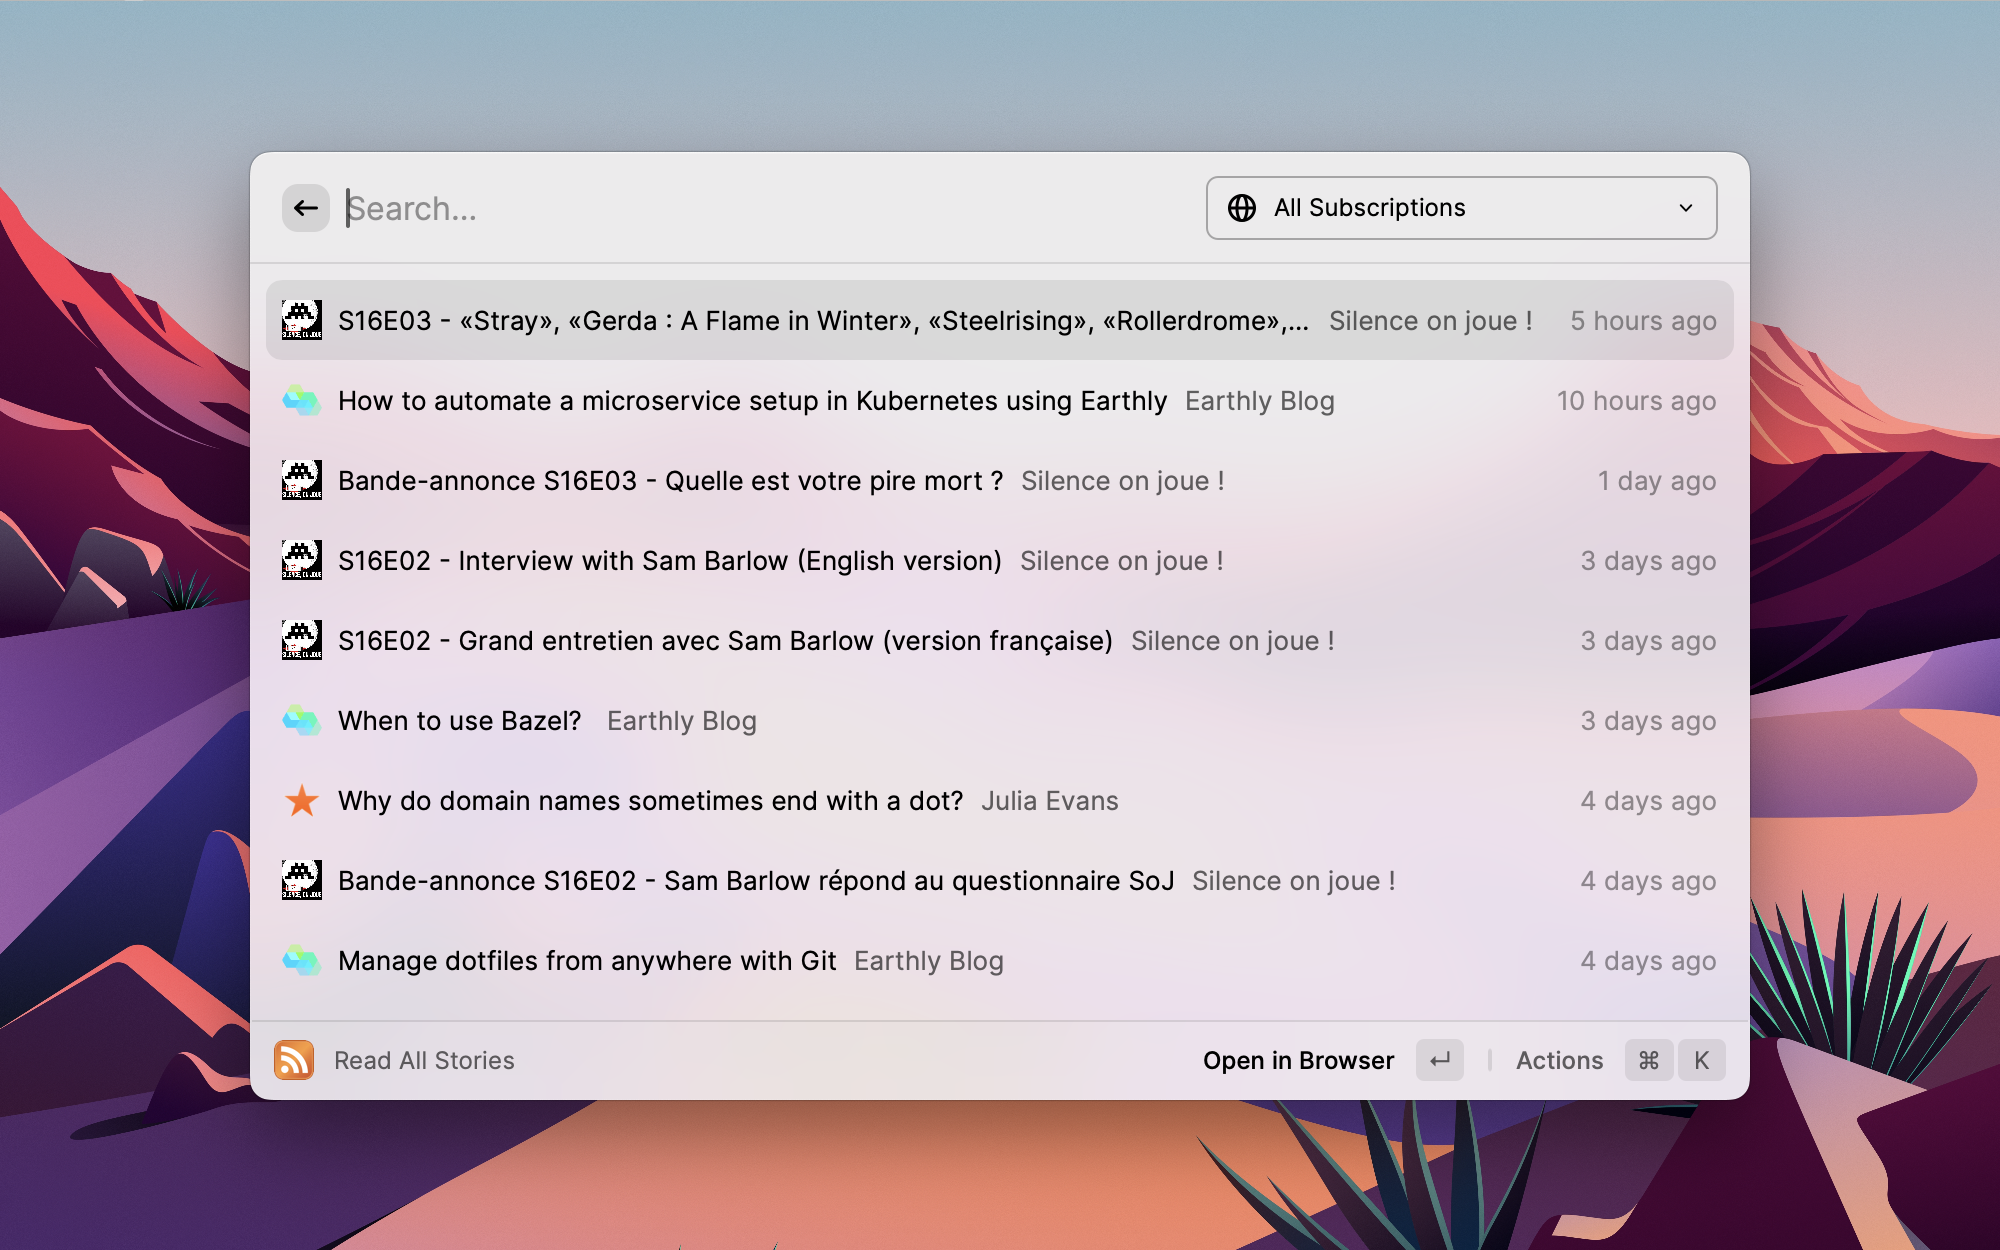 Search...
All Subscriptions
S16E03 - «Stray», «Gerda : A Flame in Winter», «Steelrising», «Rollerdrome»,... Silence on joue ! 5 hours ago
How to automate a microservice setup in Kubernetes using Earthly Earthly Blog 10 hours ago
Bande-annonce S16E03 - Quelle est votre pire mort ? Silence on joue ! 1 day ago
S16E02 - Interview with Sam Barlow (English version) Silence on joue ! 3 days ago
S16E02 - Grand entretien avec Sam Barlow (version française) Silence on joue ! 3 days ago
When to use Bazel? Earthly Blog 3 days ago
Why do domain names sometimes end with a dot? Julia Evans 4 days ago
Bande-annonce S16E02 - Sam Barlow répond au questionnaire SoJ Silence on joue ! 4 days ago
Manage dotfiles from anywhere with Git Earthly Blog 4 days ago
Read All Stories Open in Browser ↵ Actions ⌘ K